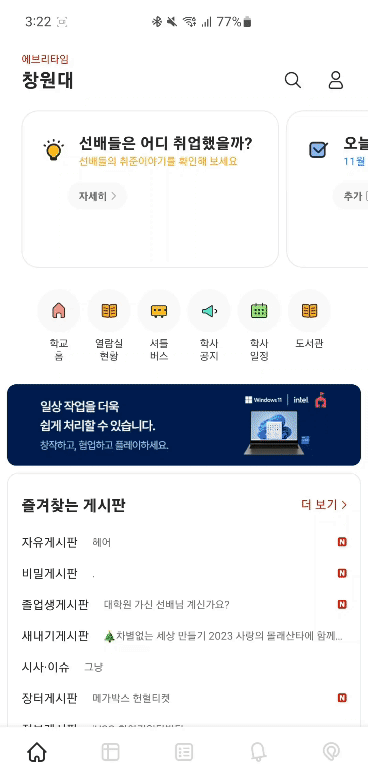 3:22 77%
에브리타임
창원대
선배들은 어디 취업했을까?
선배들의 취준이야기를 확인해 보세요
자세히
오늘
11월
추가
학교
홈
열람실
현황
셔틀
버스
학사
공지
학사
일정
도서관
일상 작업을 더욱
쉽게 처리할 수 있습니다.
창작하고, 협업하고 플레이하세요.
Windows 11 intel
즐겨찾는 게시판 더 보기
자유게시판 헤어 N
비밀게시판 . N
졸업생게시판 대학원 가신 선배님 계신가요? N
새내기게시판 🎄차별없는 세상 만들기 2023 사랑의 몰래산타에 함께...
시사·이슈 그냥
장터게시판 메가박스 헌혈티켓 N